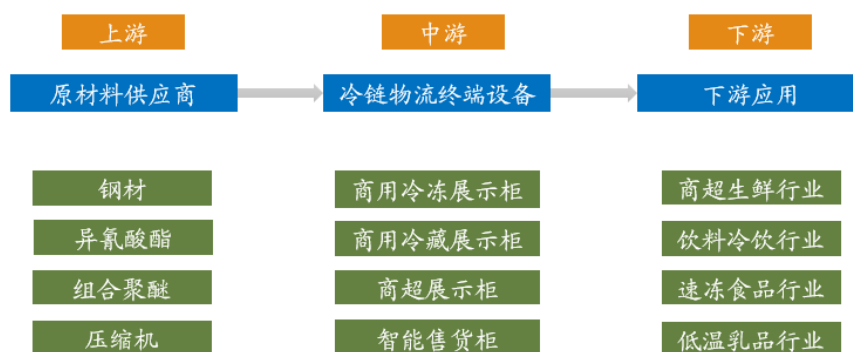 上游
中游
下游
原材料供应商
冷链物流终端设备
下游应用
钢材
商用冷冻展示柜
商超生鲜行业
异氰酸酯
商用冷藏展示柜
饮料冷饮行业
组合聚醚
商超展示柜
速冻食品行业
压缩机
智能售货柜
低温乳品行业